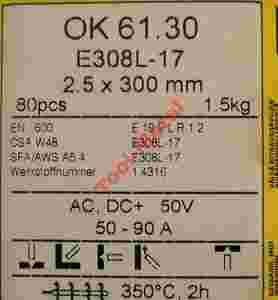 OK 61.30
E308L-17
2.5 x 300 mm
80pcs 1.5kg
EN 1600 E 19 9 L R 1 2
CSA W48 E308L-17
SFA/AWS A5.4 E308L-17
Werkstoffnummer 1.4316
AC, DC+ 50V
50 - 90 A
350°C, 2h